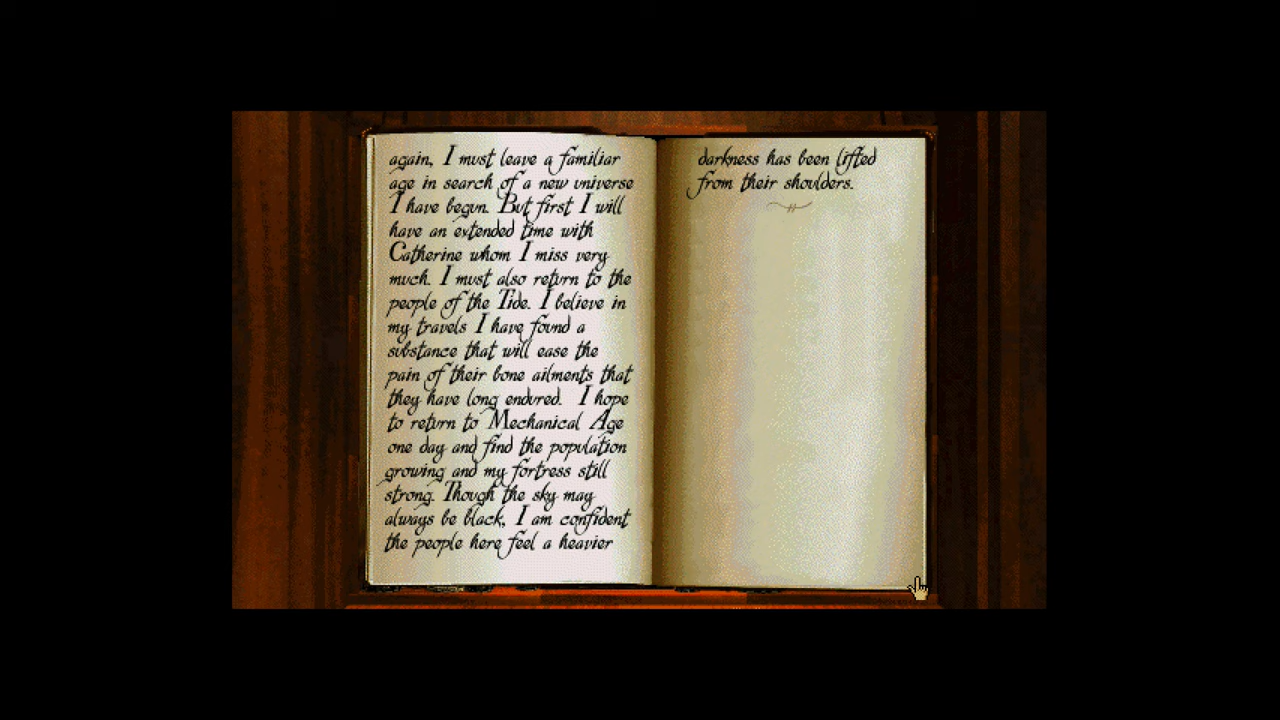 again, I must leave a familiar
age in search of a new universe
I have begun. But first I will
have an extended time with
Catherine whom I miss very
much. I must also return to the
people of the Tide. I believe in
my travels I have found a
substance that will ease the
pain of their bone ailments that
they have long endured. I hope
to return to Mechanical Age
one day and find the population
growing and my fortress still
strong. Though the sky may
always be black, I am confident
the people here feel a heavier
darkness has been lifted
from their shoulders.